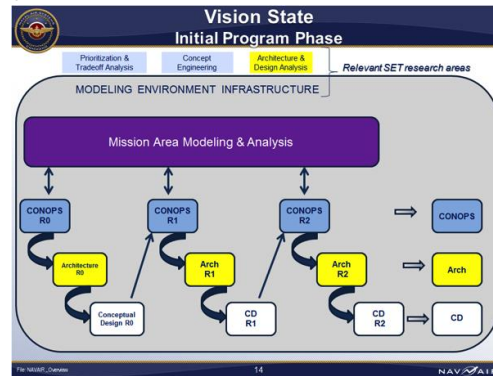 Vision State
Initial Program Phase
Prioritization &
Tradeoff Analysis
Concept
Engineering
Architecture &
Design Analysis
Relevant SET research areas
MODELING ENVIRONMENT INFRASTRUCTURE
Mission Area Modeling & Analysis
CONOPS
R0
CONOPS
R1
CONOPS
R2
CONOPS
Architecture
R0
Arch
R1
Arch
R2
Arch
Conceptual
Design R0
CD
R1
CD
R2
CD
File: NAVAIR_Overview
14
NAVAIR